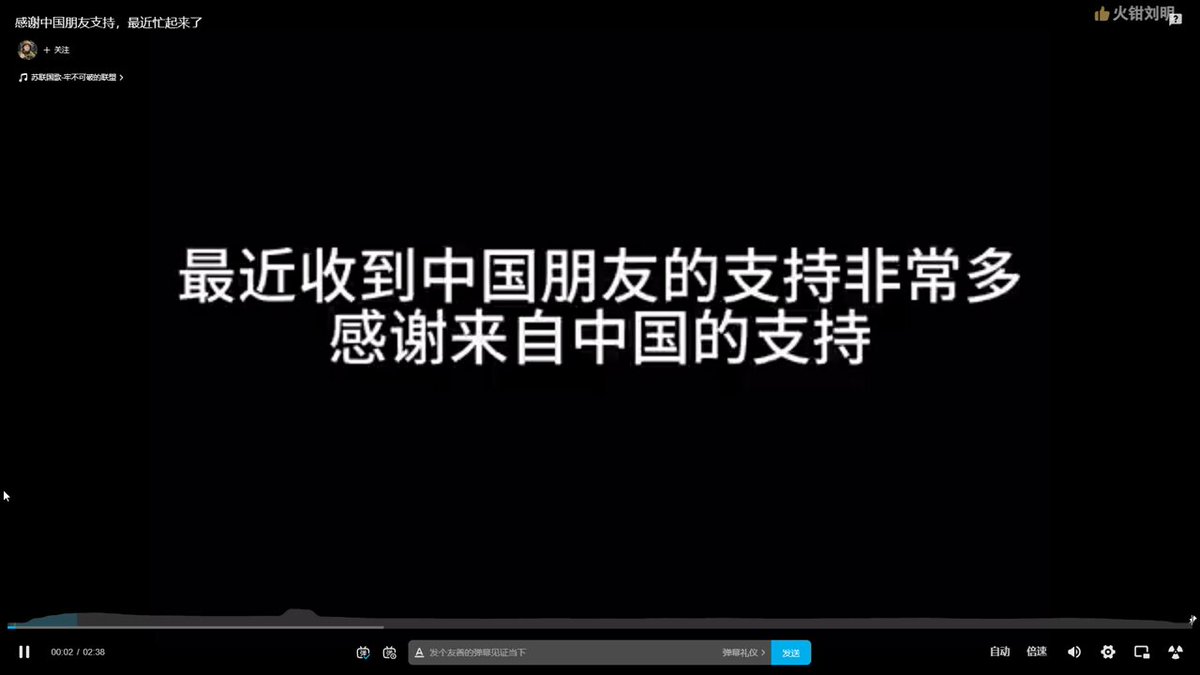 感谢中国朋友支持，最近忙起来了
火钳刘明
?
+ 关注
苏联国歌-牢不可破的联盟
最近收到中国朋友的支持非常多
感谢来自中国的支持
00:02 / 02:38
弹
弹
A 发个友善的弹幕见证当下
弹幕礼仪
发送
自动
倍速